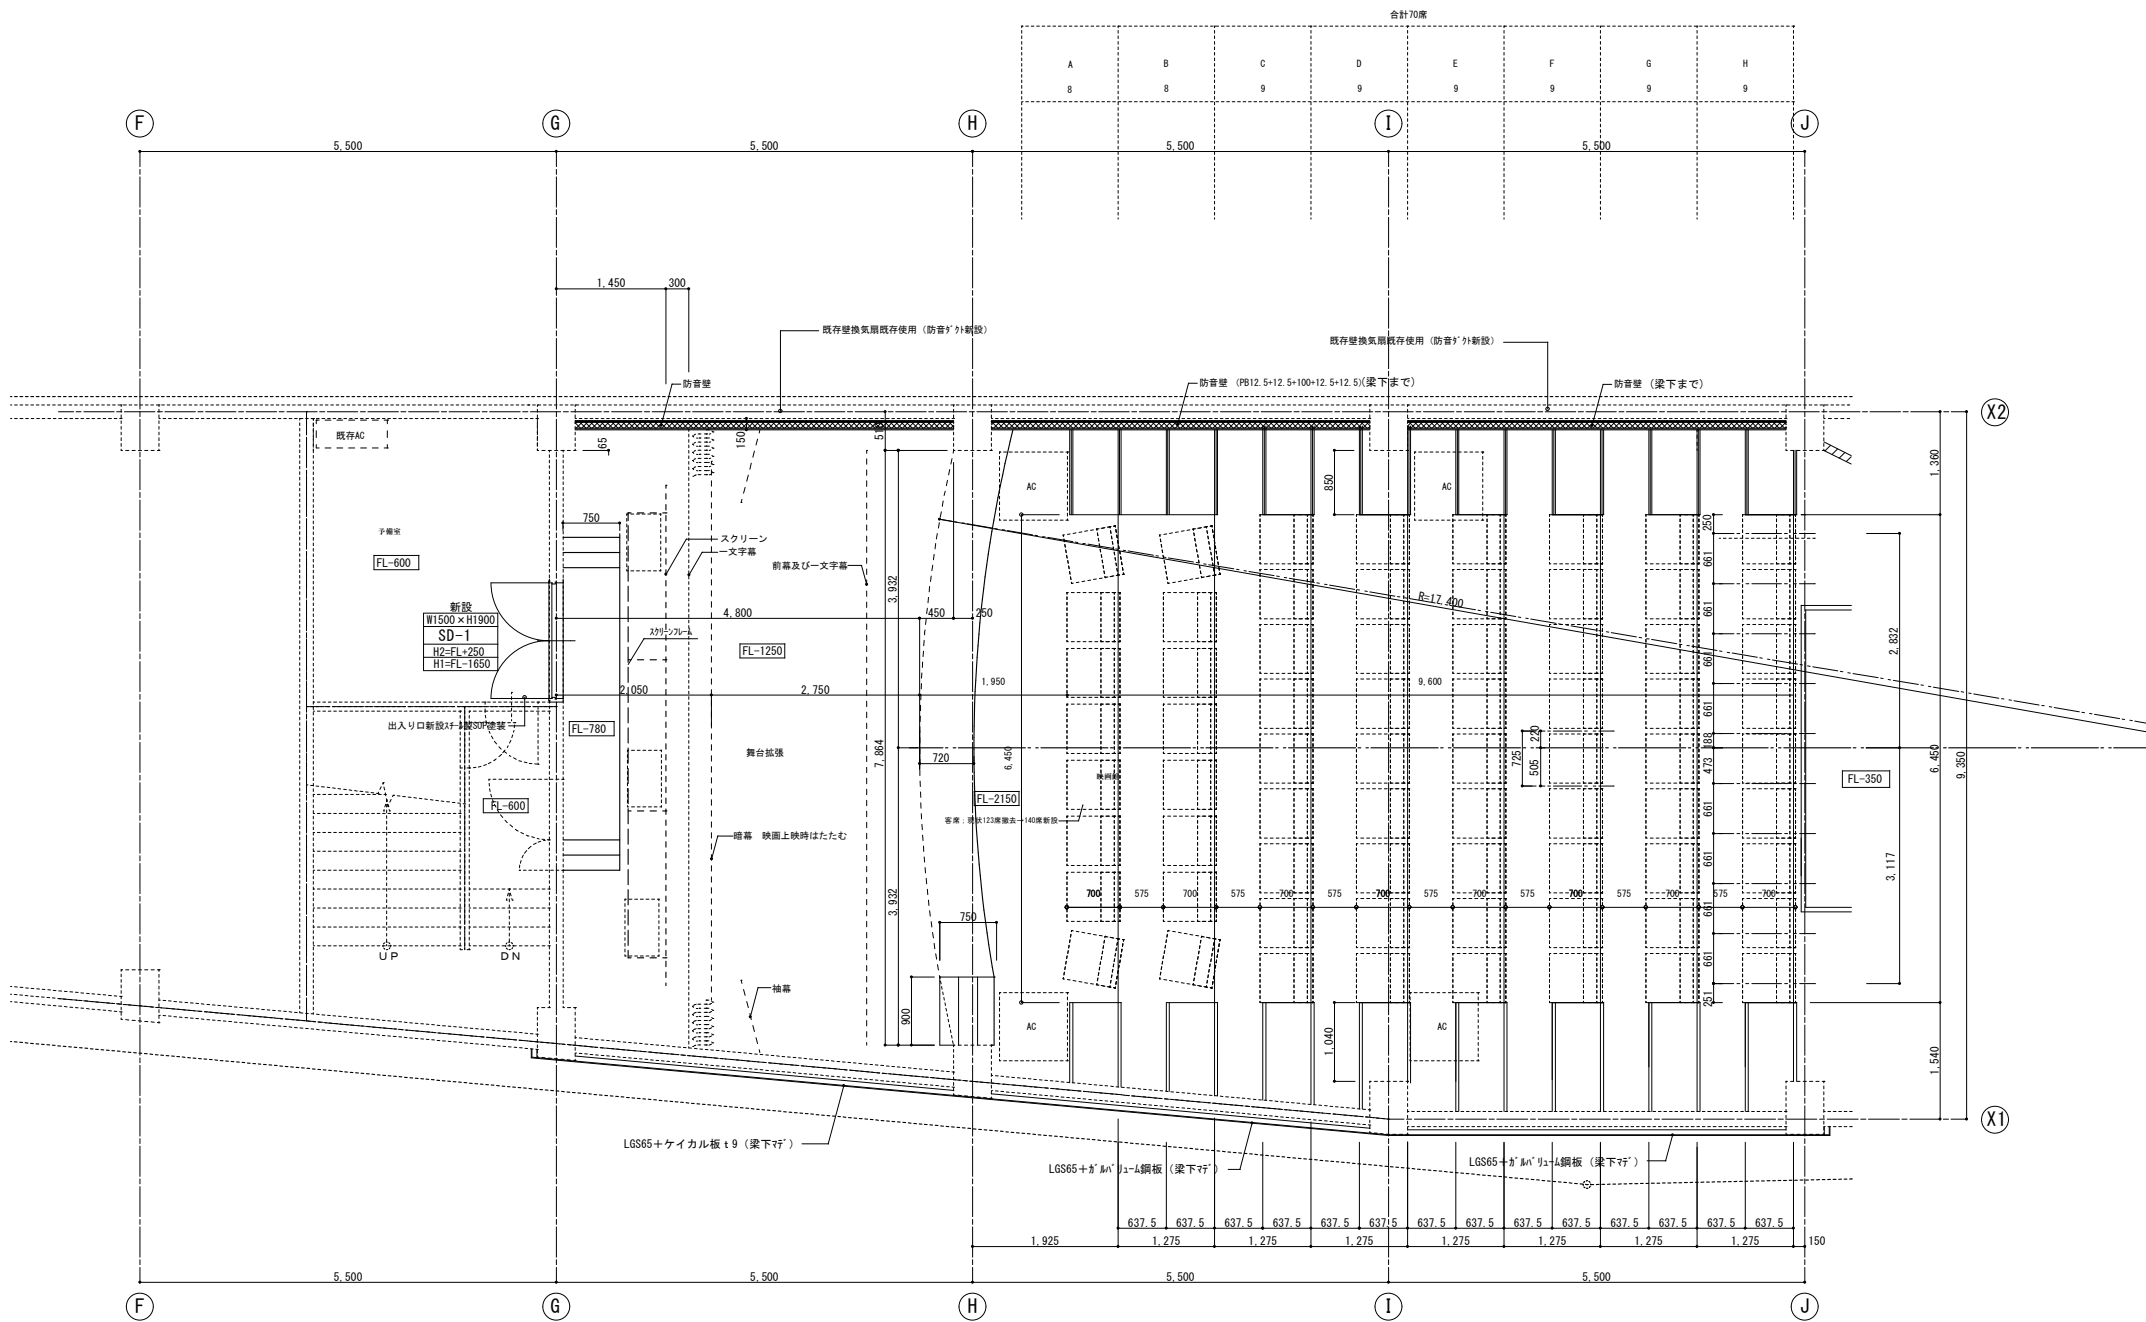 合計70席
A
B
C
D
E
F
G
H
8
8
9
9
9
9
9
9
F
G
H
I
J
5,500
5,500
5,500
5,500
1,450
300
既存壁換気扇既存使用（防音ダクト新設）
既存壁換気扇既存使用（防音ダクト新設）
防音壁
防音壁 (PB12.5+12.5+100+12.5+12.5)(梁下まで)
防音壁（梁下まで）
X2
既存AC
65
150
510
850
1,360
AC
AC
予備室
FL-600
750
スクリーン
一文字幕
前幕及び一文字幕
3,932
250
661
661
661
661
188
473
661
661
661
661
251
2,832
新設
W1500×H1900
SD-1
H2=FL+250
H1=FL-1650
4,800
450
250
R=17,400
スクリーンフレーム
FL-1250
2,050
2,750
1,950
9,600
出入り口新設スチール製SOP塗装
FL-780
舞台拡張
7,864
720
6,450
725
220
505
6,450
9,350
映画館
FL-600
FL-2150
FL-350
客席：現状123席撤去→140席新設
暗幕　映画上映時はたたむ
3,117
3,932
700
575
700
575
700
575
700
575
700
575
700
575
700
575
700
750
UP
DN
袖幕
900
AC
AC
1,040
1,540
X1
LGS65＋ケイカル板ｔ9（梁下マデ）
LGS65＋ガルバリューム鋼板（梁下マデ）
LGS65＋ガルバリューム鋼板（梁下マデ）
637.5
637.5
637.5
637.5
637.5
637.5
637.5
637.5
637.5
637.5
637.5
637.5
637.5
637.5
1,925
1,275
1,275
1,275
1,275
1,275
1,275
1,275
150
5,500
5,500
5,500
5,500
F
G
H
I
J